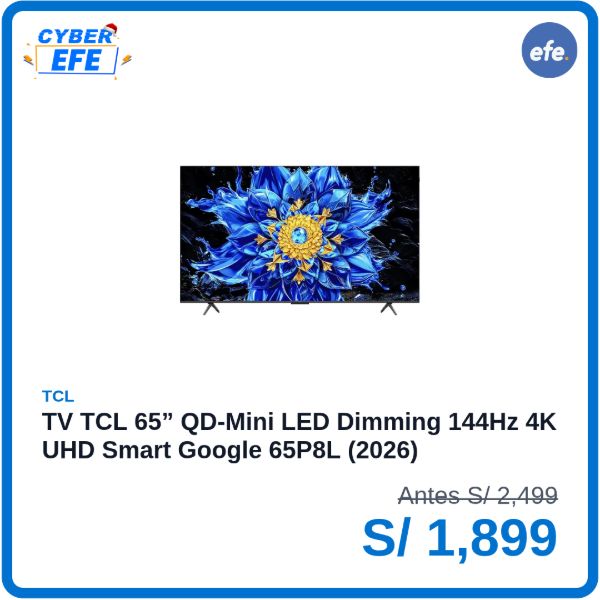 CYBER
EFE
efe.
TCL
TV TCL 65” QD-Mini LED Dimming 144Hz 4K
UHD Smart Google 65P8L (2026)
Antes S/ 2,499
S/ 1,899